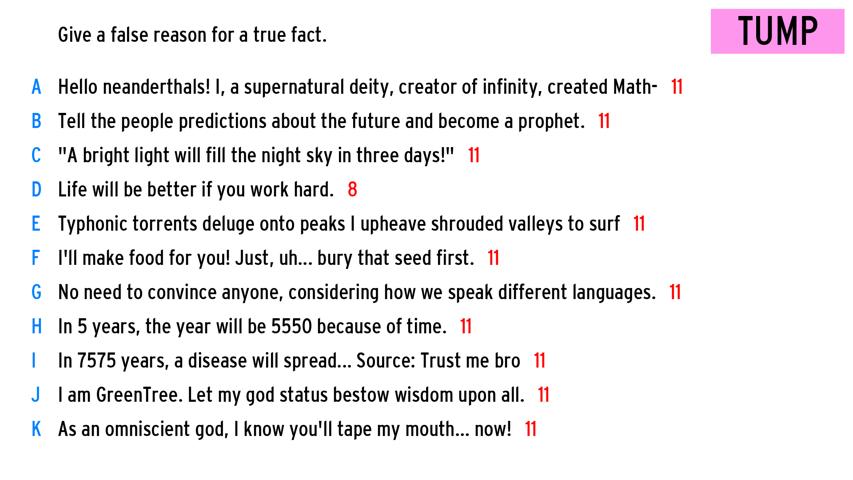 Give a false reason for a true fact.
TUMP
A Hello neanderthals! I, a supernatural deity, creator of infinity, created Math- 11
B Tell the people predictions about the future and become a prophet. 11
C "A bright light will fill the night sky in three days!" 11
D Life will be better if you work hard. 8
E Typhonic torrents deluge onto peaks I upheave shrouded valleys to surf 11
F I'll make food for you! Just, uh... bury that seed first. 11
G No need to convince anyone, considering how we speak different languages. 11
H In 5 years, the year will be 5550 because of time. 11
I In 7575 years, a disease will spread... Source: Trust me bro 11
J I am GreenTree. Let my god status bestow wisdom upon all. 11
K As an omniscient god, I know you'll tape my mouth... now! 11